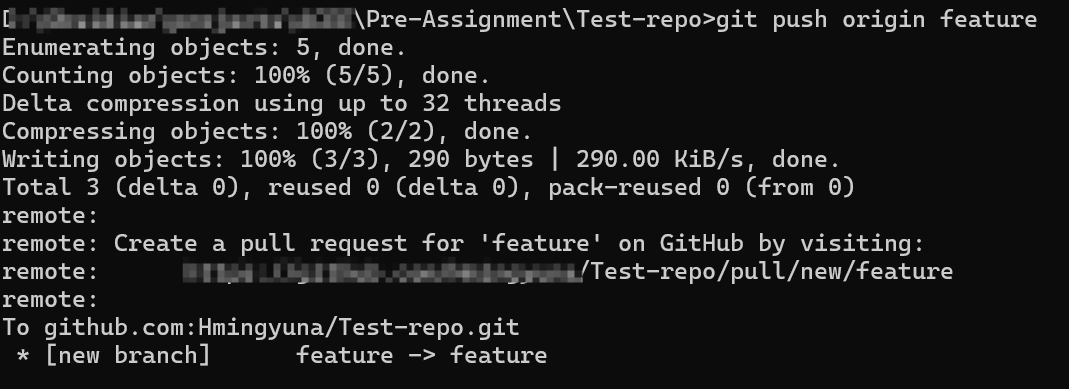 \Pre-Assignment\Test-repo>git push origin feature
Enumerating objects: 5, done.
Counting objects: 100% (5/5), done.
Delta compression using up to 32 threads
Compressing objects: 100% (2/2), done.
Writing objects: 100% (3/3), 290 bytes | 290.00 KiB/s, done.
Total 3 (delta 0), reused 0 (delta 0), pack-reused 0 (from 0)
remote:
remote: Create a pull request for 'feature' on GitHub by visiting:
remote: /Test-repo/pull/new/feature
remote:
To github.com:Hmingyuna/Test-repo.git
 * [new branch]      feature -> feature